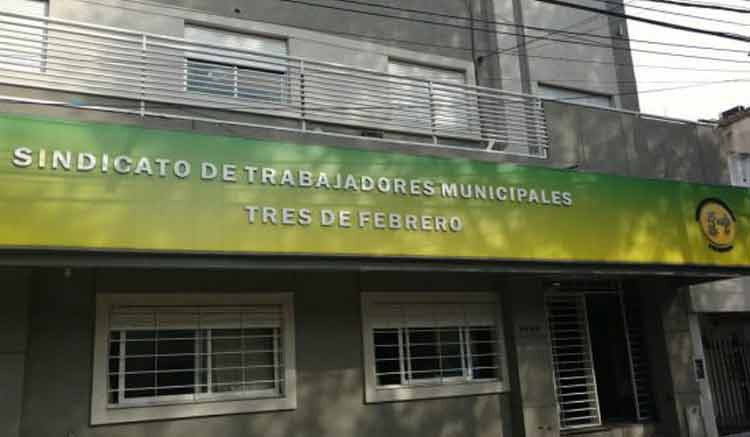 SINDICATO DE TRABAJADORES MUNICIPALES
TRES DE FEBRERO